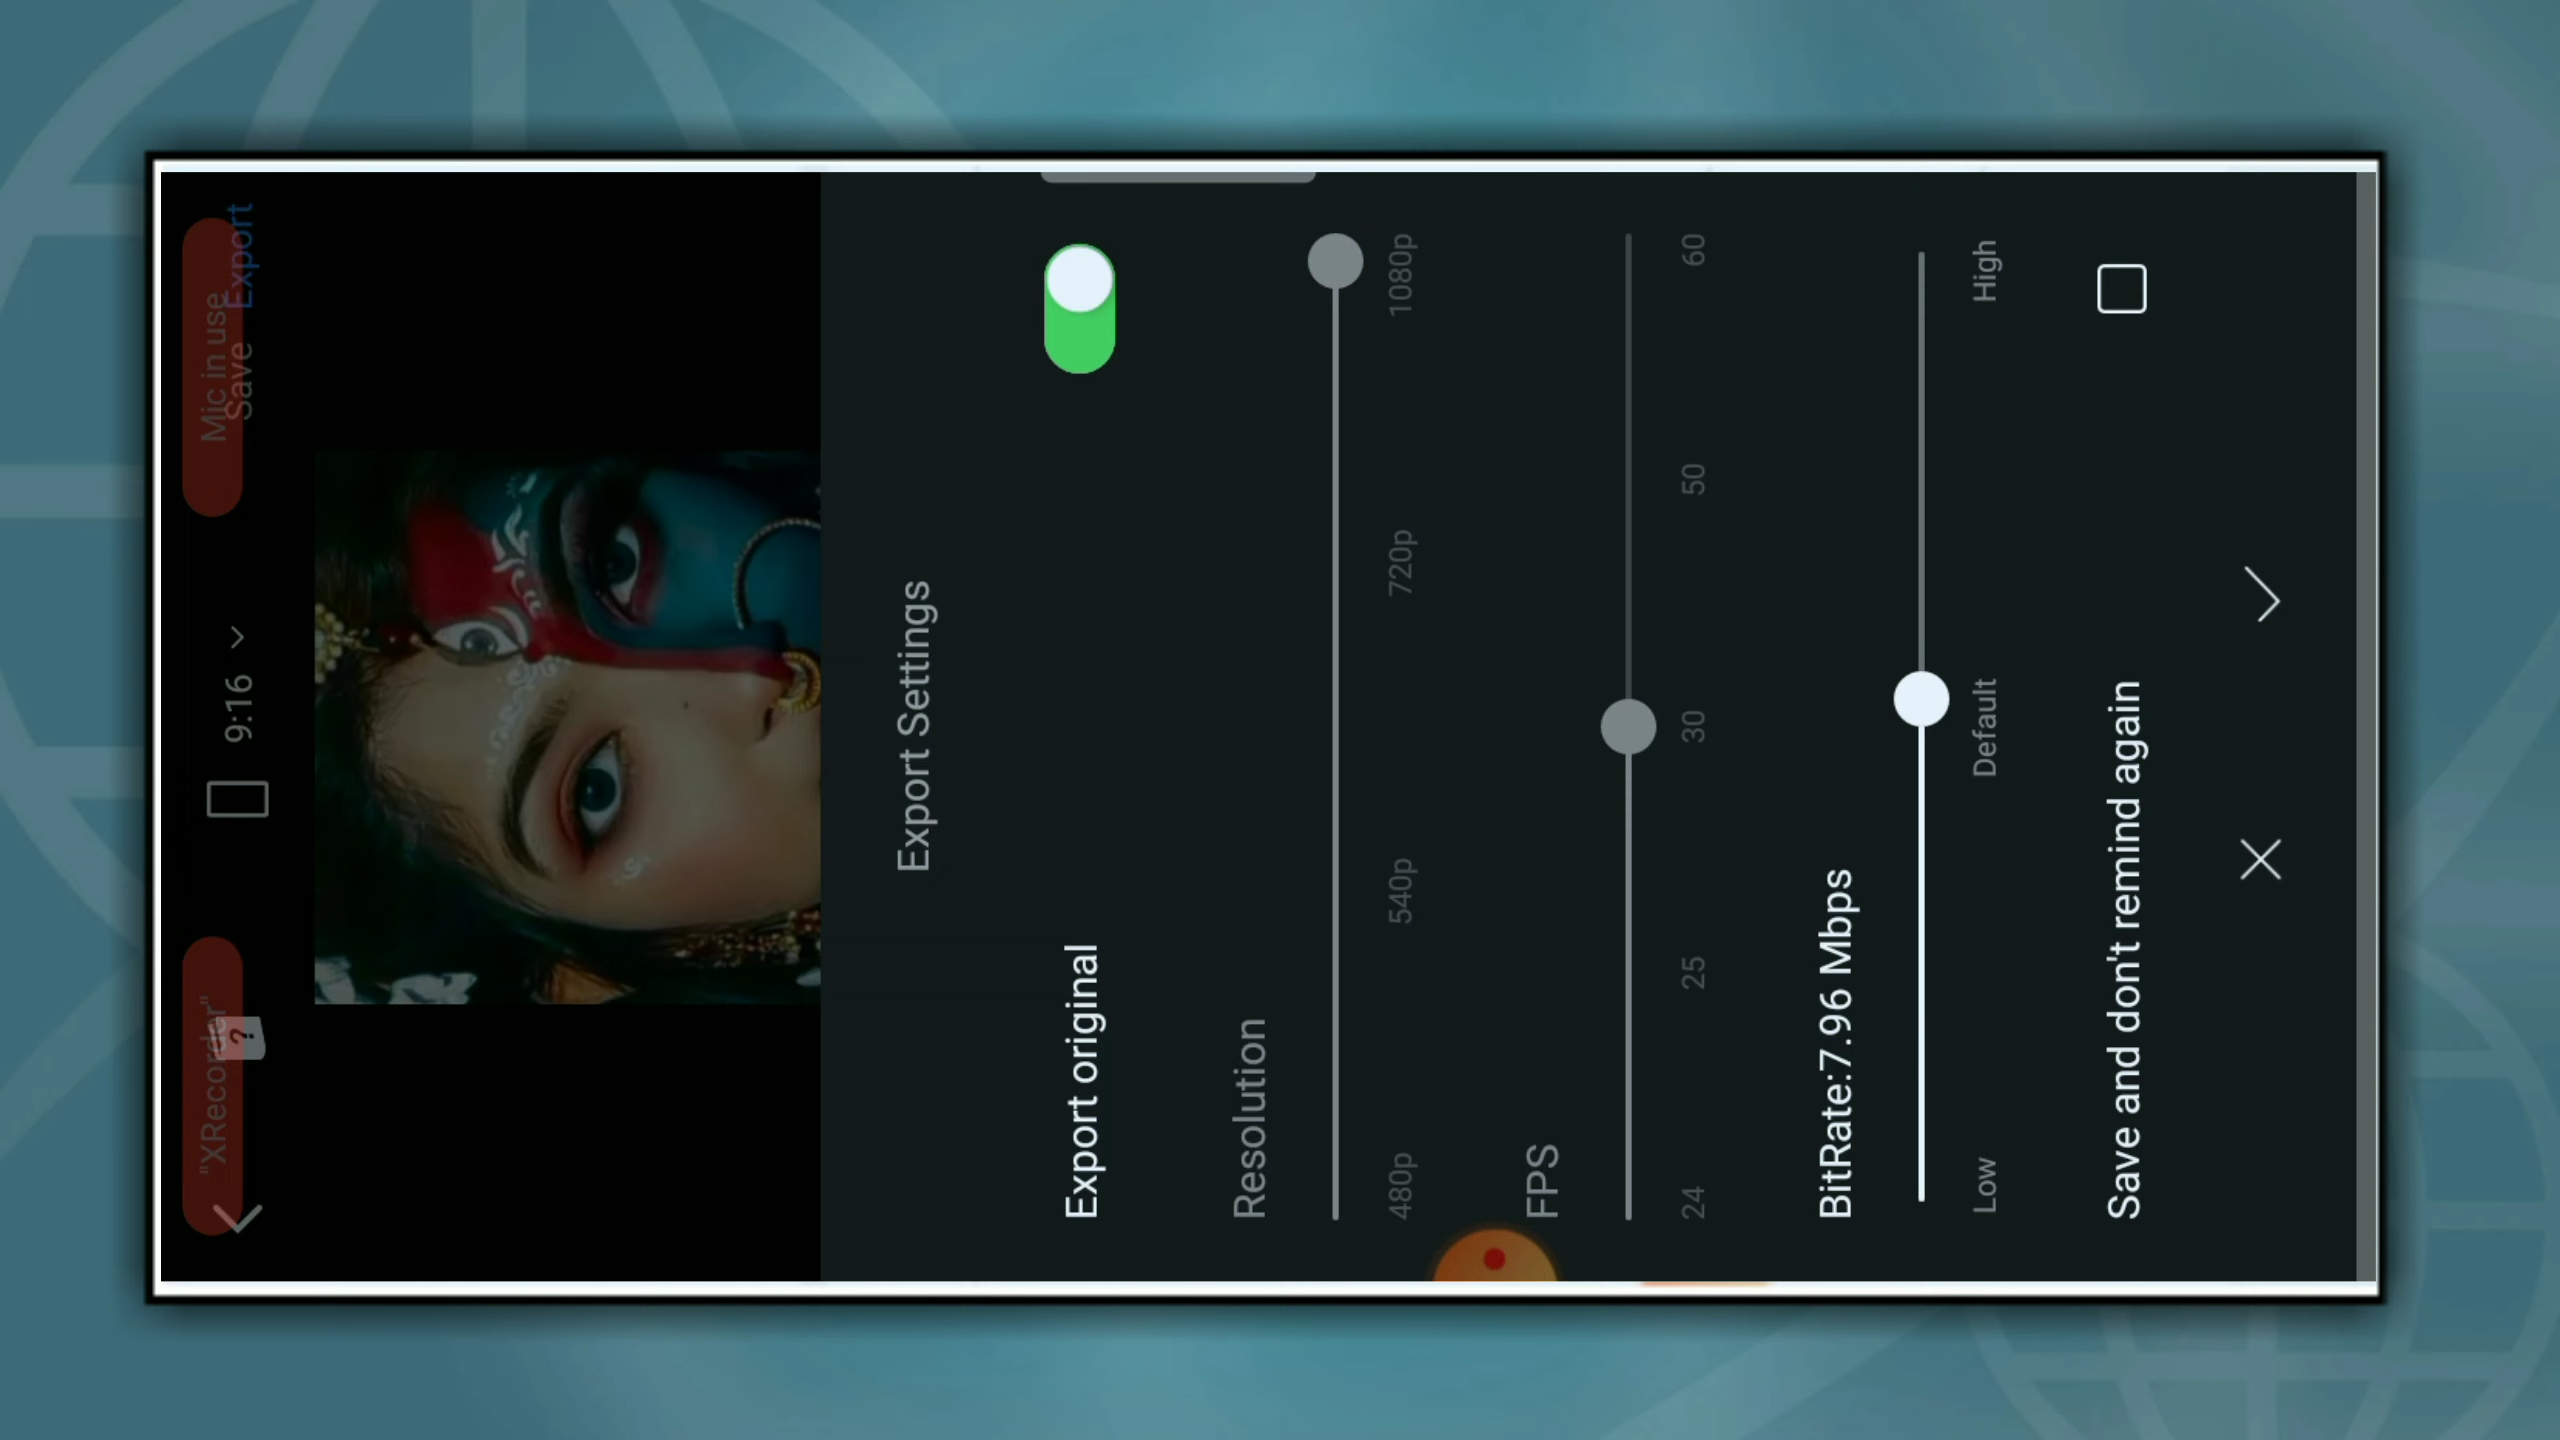 "XRecorder"
Mic in use
9:16
Save
Export
Export Settings
Export original
Resolution
480p 540p 720p 1080p
FPS
24 25 30 50 60
BitRate:7.96 Mbps
Low Default High
Save and don't remind again